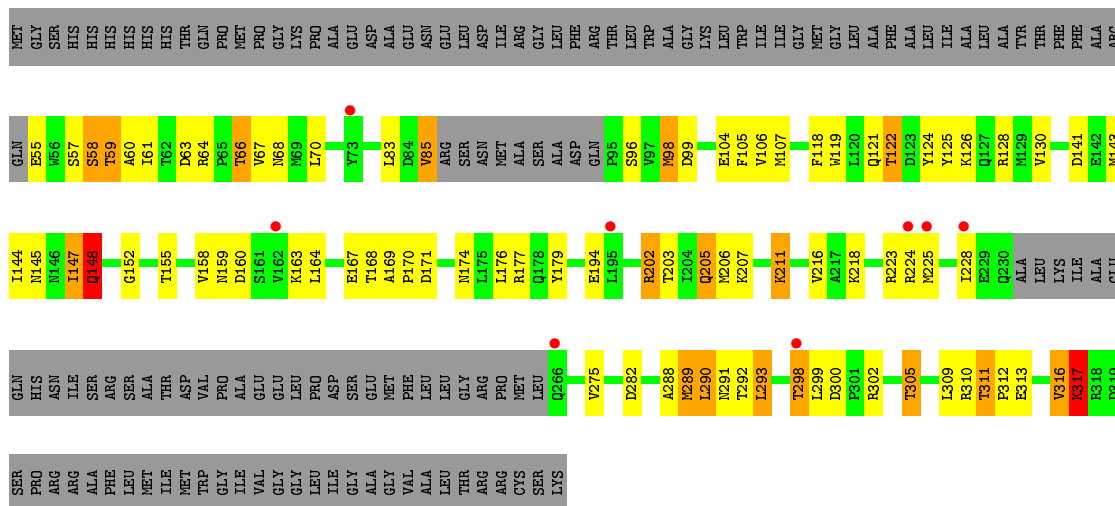 MET GLY SER HIS HIS HIS HIS HIS HIS THR GLN PRO MET PRO GLY LYS PRO ALA GLU ASP ALA GLU ASN GLU LEU ASP ILE ARG GLY LEU PHE ARG THR LEU TRP ALA GLY LYS LEU TRP ILE ILE GLY MET GLY LEU ALA PHE ALA LEU ILE ALA LEU ALA TYR THR PHE PHE ALA ARG
GLN E55 W56 S57 S58 T59 A60 I61 T62 D63 R64 P65 T66 V67 N68 M69 L70 Y73 L83 D84 V85 ARG SER ASN MET ALA SER ALA ASP GLN P95 S96 V97 M98 D99 E104 F105 V106 M107 F118 W119 L120 Q121 T122 D123 Y124 Y125 K126 Q127 R128 M129 V130 D141 E142 M143
I144 N145 N146 I147 Q148 G152 T155 V158 N159 D160 S161 V162 K163 L164 E167 T168 A169 P170 D171 N174 L175 L176 R177 Q178 Y179 E194 L195 R202 T203 I204 Q205 M206 K207 K211 V216 A217 K218 R223 R224 M225 I228 E229 Q230 ALA LEU LYS ILE ALA GLU
GLN HIS ASN ILE SER ARG SER ALA THR ASP VAL PRO ALA GLU GLU LEU PRO ASP SER GLU MET PHE LEU LEU GLY ARG PRO MET LEU Q266 V275 D282 A288 M289 L290 N291 T292 L293 T298 L299 D300 P301 R302 T305 L309 R310 T311 P312 E313 V316 K317 R318 D319
SER PRO ARG ARG ALA PHE LEU MET ILE MET TRP GLY ILE VAL GLY GLY LEU ILE GLY ALA GLY VAL ALA LEU THR ARG ARG CYS SER LYS